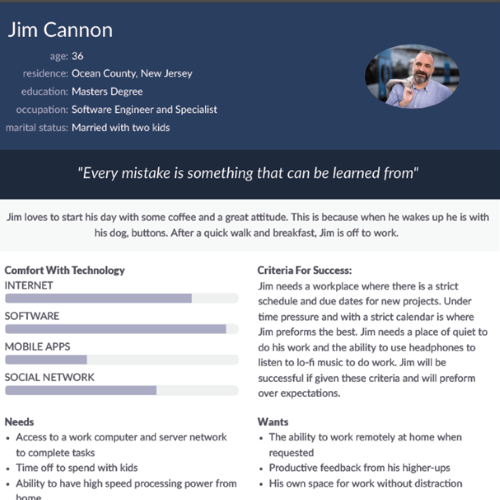 Jim Cannon
age: 36
residence: Ocean County, New Jersey
education: Masters Degree
occupation: Software Engineer and Specialist
marital status: Married with two kids
"Every mistake is something that can be learned from"
Jim loves to start his day with some coffee and a great attitude. This is because when he wakes up he is with
his dog, buttons. After a quick walk and breakfast, Jim is off to work.
Comfort With Technology
INTERNET
SOFTWARE
MOBILE APPS
SOCIAL NETWORK
Criteria For Success:
Jim needs a workplace where there is a strict
schedule and due dates for new projects. Under
time pressure and with a strict calendar is where
Jim preforms the best. Jim needs a place of quiet to
do his work and the ability to use headphones to
listen to lo-fi music to do work. Jim will be
successful if given these criteria and will preform
over expectations.
Needs
• Access to a work computer and server network
to complete tasks
• Time off to spend with kids
• Ability to have high speed processing power from
home
Wants
• The ability to work remotely at home when
requested
• Productive feedback from his higher-ups
• His own space for work without distraction